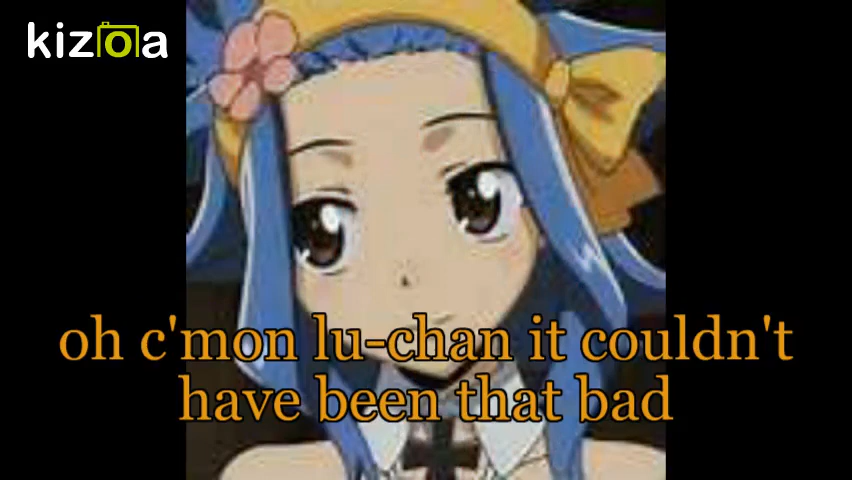 kizoa
oh c'mon lu-chan it couldn't
have been that bad